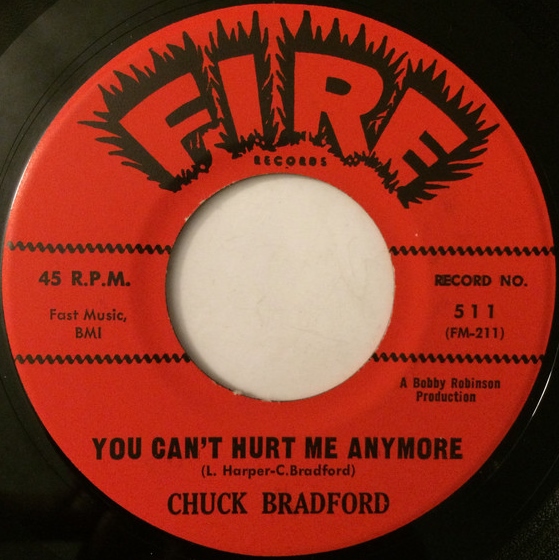 FIRE
RECORDS
45 R.P.M.
Fast Music,
BMI
RECORD NO.
511
(FM-211)
A Bobby Robinson
Production
YOU CAN'T HURT ME ANYMORE
(L. Harper-C.Bradford)
CHUCK BRADFORD